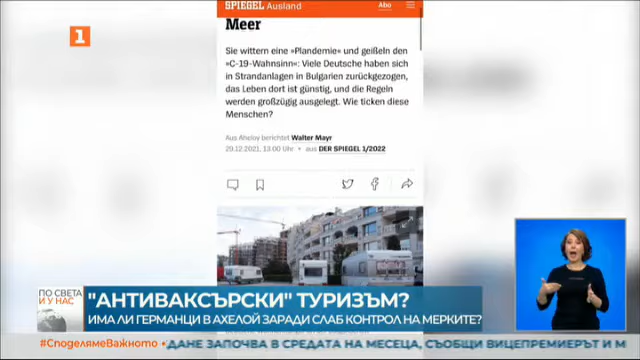 SPIEGEL Ausland
Abo
1
Meer
Sie wittern eine »Plandemie« und geißeln den
»C-19-Wahnsinn«: Viele Deutsche haben sich
in Strandanlagen in Bulgarien zurückgezogen,
das Leben dort ist günstig, und die Regeln
werden großzügig ausgelegt. Wie ticken diese
Menschen?
Aus Aheloy berichtet Walter Mayr
29.12.2021, 13.00 Uhr • aus DER SPIEGEL 1/2022
ПО СВЕТА
И У НАС
"АНТИВАКСЪРСКИ" ТУРИЗЪМ?
ИМА ЛИ ГЕРМАНЦИ В АХЕЛОЙ ЗАРАДИ СЛАБ КОНТРОЛ НА МЕРКИТЕ?
#СподелямеВажното • ДАНЕ ЗАПОЧВА В СРЕДАТА НА МЕСЕЦА, СЪОБЩИ ВИЦЕПРЕМИЕРЪТ И М